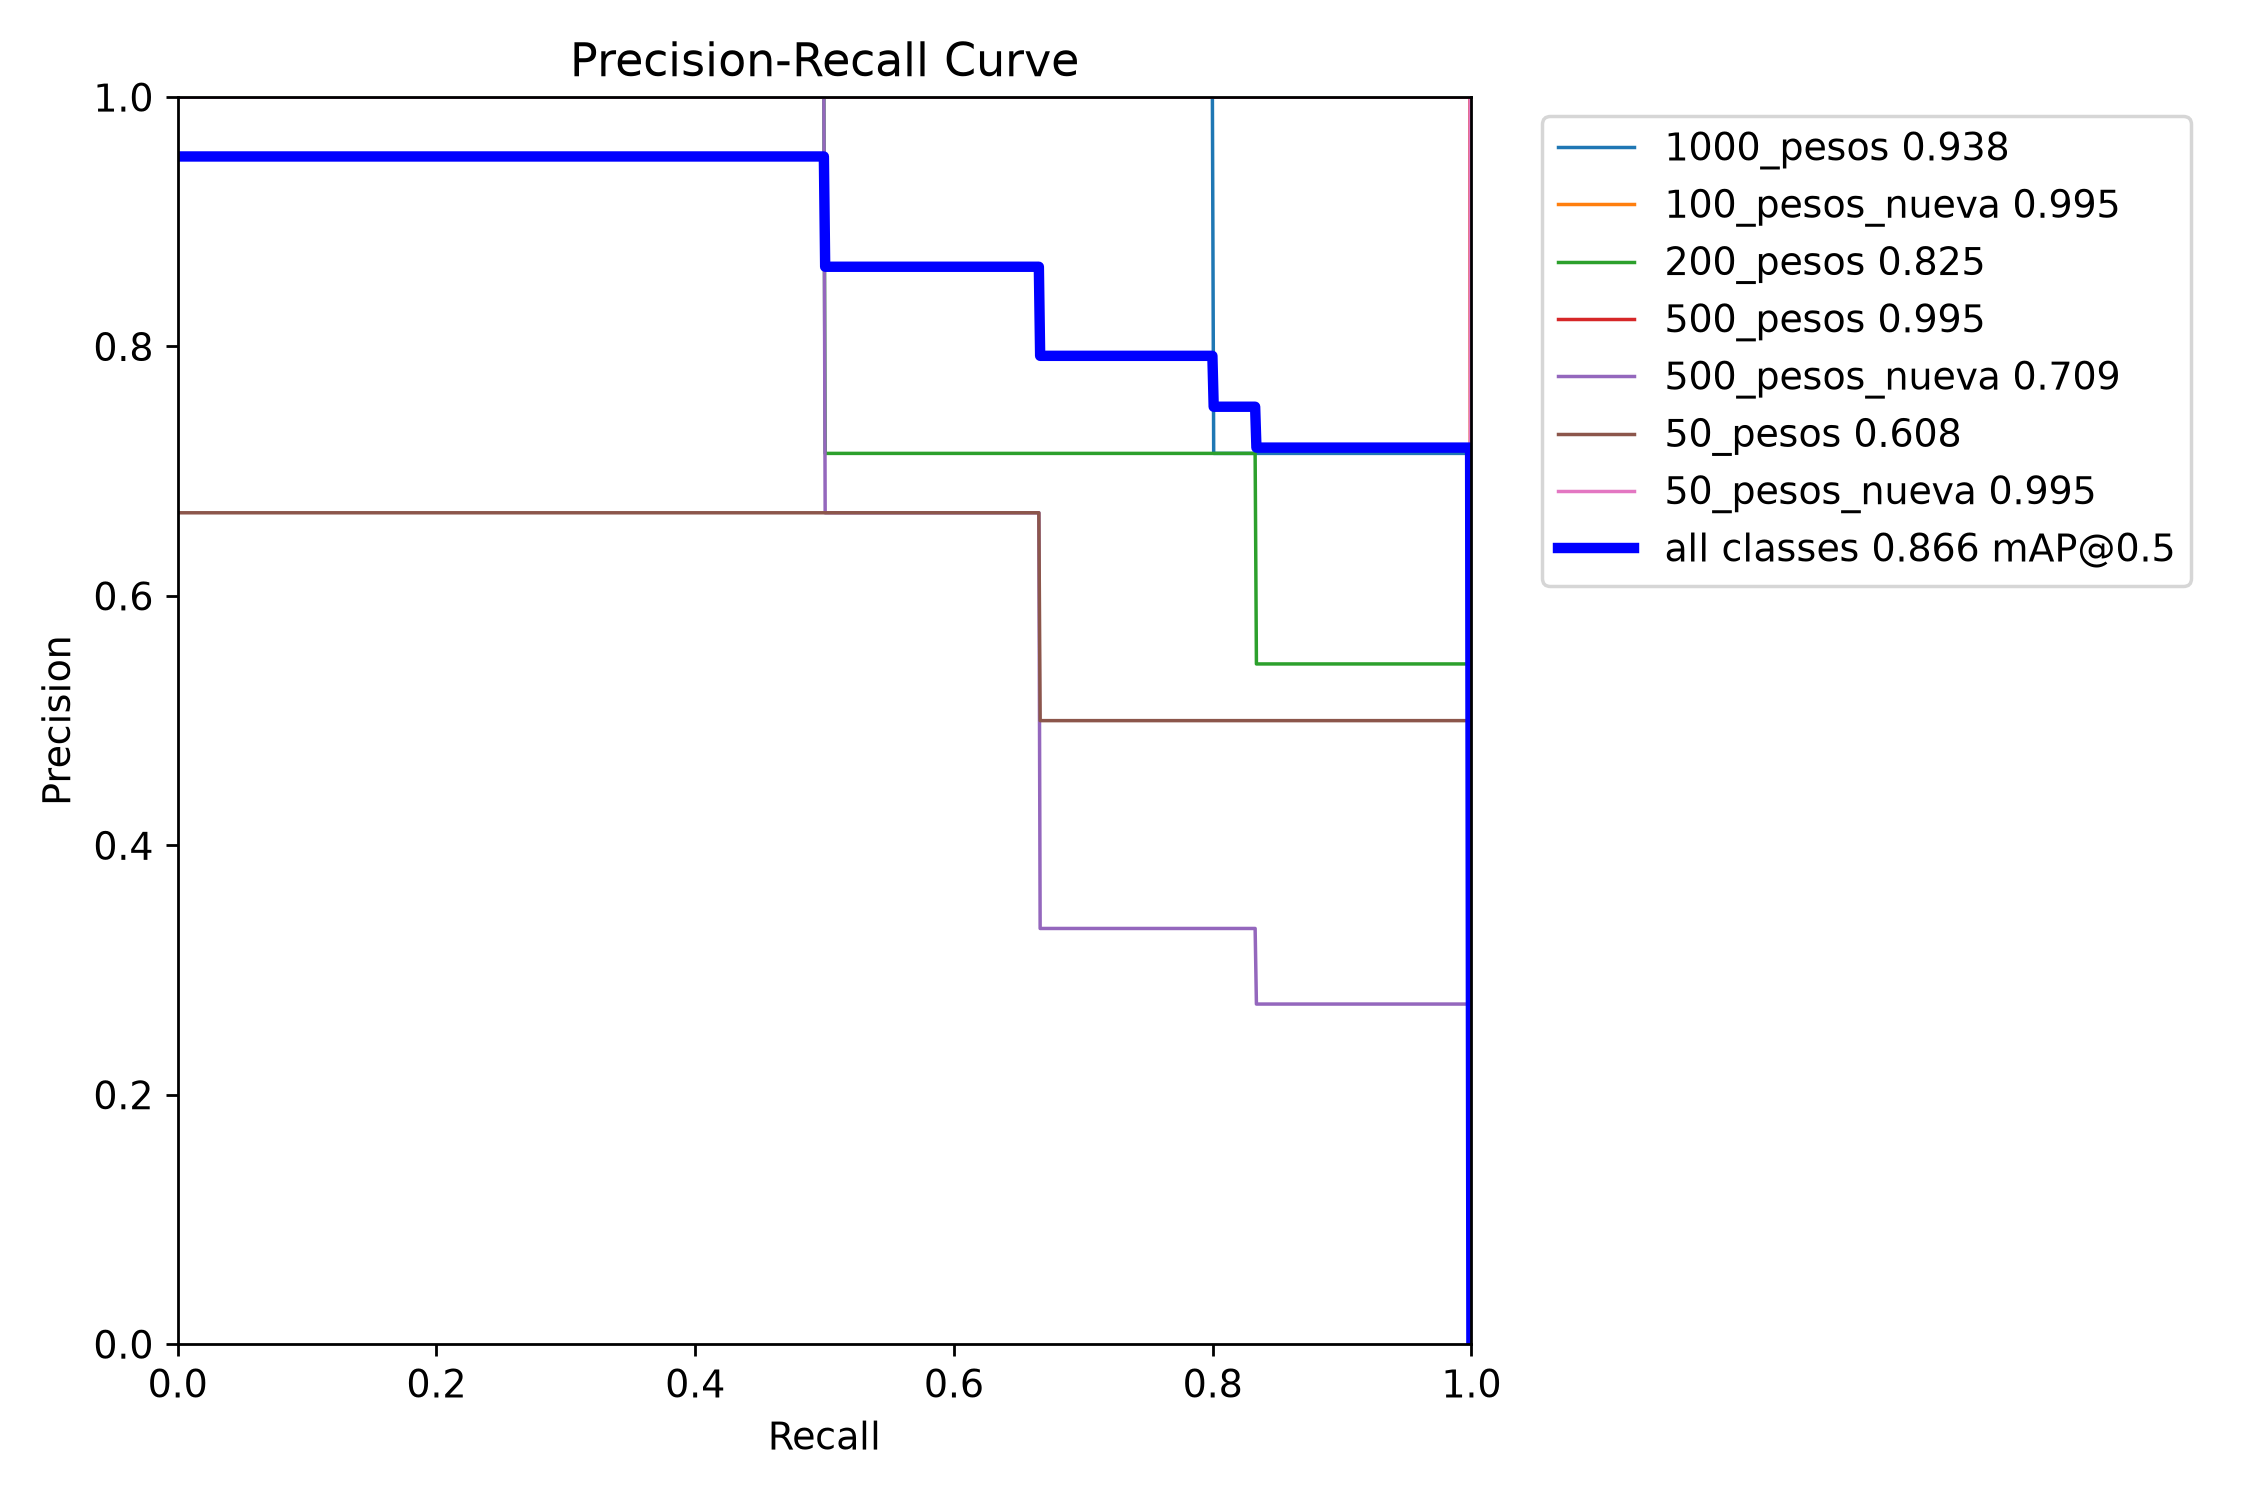 Precision-Recall Curve
1.0
0.8
0.6
0.4
0.2
0.0
Precision
0.0 0.2 0.4 0.6 0.8 1.0
Recall
1000_pesos 0.938
100_pesos_nueva 0.995
200_pesos 0.825
500_pesos 0.995
500_pesos_nueva 0.709
50_pesos 0.608
50_pesos_nueva 0.995
all classes 0.866 mAP@0.5